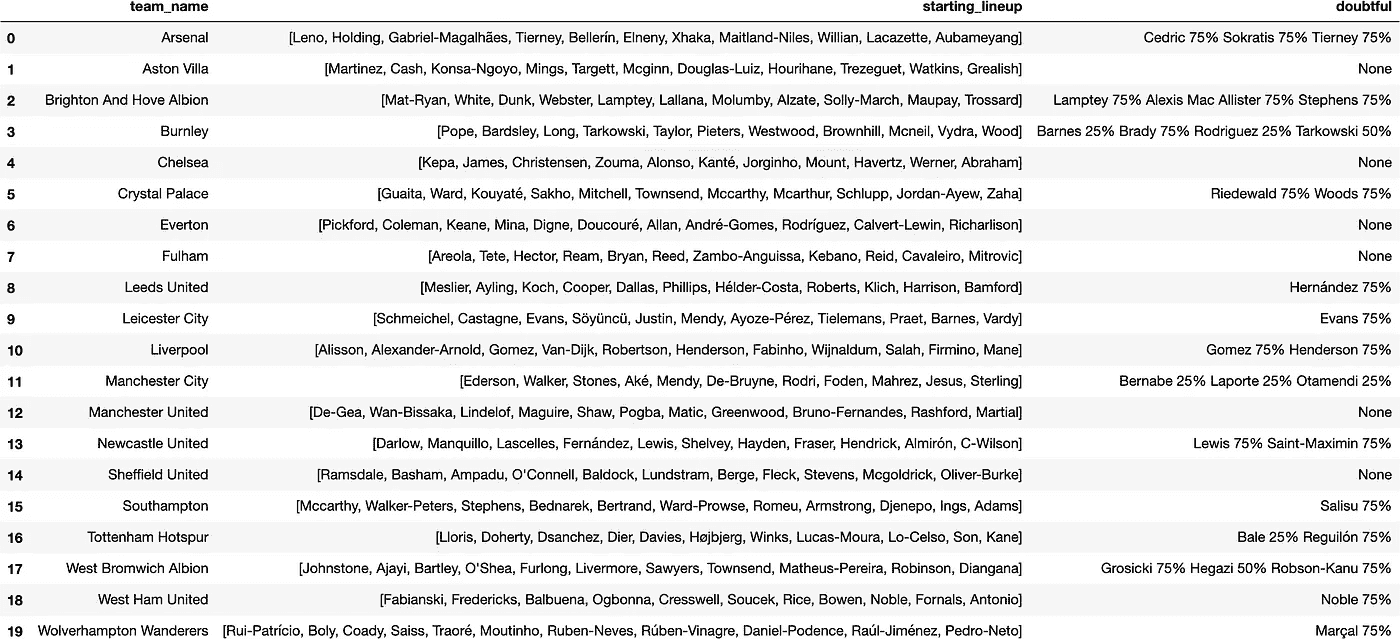 team_name starting_lineup doubtful
0 Arsenal [Leno, Holding, Gabriel-Magalhães, Tierney, Bellerín, Elneny, Xhaka, Maitland-Niles, Willian, Lacazette, Aubameyang] Cedric 75% Sokratis 75% Tierney 75%
1 Aston Villa [Martinez, Cash, Konsa-Ngoyo, Mings, Targett, Mcginn, Douglas-Luiz, Hourihane, Trezeguet, Watkins, Grealish] None
2 Brighton And Hove Albion [Mat-Ryan, White, Dunk, Webster, Lamptey, Lallana, Molumby, Alzate, Solly-March, Maupay, Trossard] Lamptey 75% Alexis Mac Allister 75% Stephens 75%
3 Burnley [Pope, Bardsley, Long, Tarkowski, Taylor, Pieters, Westwood, Brownhill, Mcneil, Vydra, Wood] Barnes 25% Brady 75% Rodriguez 25% Tarkowski 50%
4 Chelsea [Kepa, James, Christensen, Zouma, Alonso, Kanté, Jorginho, Mount, Havertz, Werner, Abraham] None
5 Crystal Palace [Guaita, Ward, Kouyaté, Sakho, Mitchell, Townsend, Mccarthy, Mcarthur, Schlupp, Jordan-Ayew, Zaha] Riedewald 75% Woods 75%
6 Everton [Pickford, Coleman, Keane, Mina, Digne, Doucouré, Allan, André-Gomes, Rodríguez, Calvert-Lewin, Richarlison] None
7 Fulham [Areola, Tete, Hector, Ream, Bryan, Reed, Zambo-Anguissa, Kebano, Reid, Cavaleiro, Mitrovic] None
8 Leeds United [Meslier, Ayling, Koch, Cooper, Dallas, Phillips, Hélder-Costa, Roberts, Klich, Harrison, Bamford] Hernández 75%
9 Leicester City [Schmeichel, Castagne, Evans, Söyüncü, Justin, Mendy, Ayoze-Pérez, Tielemans, Praet, Barnes, Vardy] Evans 75%
10 Liverpool [Alisson, Alexander-Arnold, Gomez, Van-Dijk, Robertson, Henderson, Fabinho, Wijnaldum, Salah, Firmino, Mane] Gomez 75% Henderson 75%
11 Manchester City [Ederson, Walker, Stones, Aké, Mendy, De-Bruyne, Rodri, Foden, Mahrez, Jesus, Sterling] Bernabe 25% Laporte 25% Otamendi 25%
12 Manchester United [De-Gea, Wan-Bissaka, Lindelof, Maguire, Shaw, Pogba, Matic, Greenwood, Bruno-Fernandes, Rashford, Martial] None
13 Newcastle United [Darlow, Manquillo, Lascelles, Fernández, Lewis, Shelvey, Hayden, Fraser, Hendrick, Almirón, C-Wilson] Lewis 75% Saint-Maximin 75%
14 Sheffield United [Ramsdale, Basham, Ampadu, O'Connell, Baldock, Lundstram, Berge, Fleck, Stevens, Mcgoldrick, Oliver-Burke] None
15 Southampton [Mccarthy, Walker-Peters, Stephens, Bednarek, Bertrand, Ward-Prowse, Romeu, Armstrong, Djenepo, Ings, Adams] Salisu 75%
16 Tottenham Hotspur [Lloris, Doherty, Dsanchez, Dier, Davies, Højbjerg, Winks, Lucas-Moura, Lo-Celso, Son, Kane] Bale 25% Reguilón 75%
17 West Bromwich Albion [Johnstone, Ajayi, Bartley, O'Shea, Furlong, Livermore, Sawyers, Townsend, Matheus-Pereira, Robinson, Diangana] Grosicki 75% Hegazi 50% Robson-Kanu 75%
18 West Ham United [Fabianski, Fredericks, Balbuena, Ogbonna, Cresswell, Soucek, Rice, Bowen, Noble, Fornals, Antonio] Noble 75%
19 Wolverhampton Wanderers [Rui-Patrício, Boly, Coady, Saiss, Traoré, Moutinho, Ruben-Neves, Rúben-Vinagre, Daniel-Podence, Raúl-Jiménez, Pedro-Neto] Marçal 75%